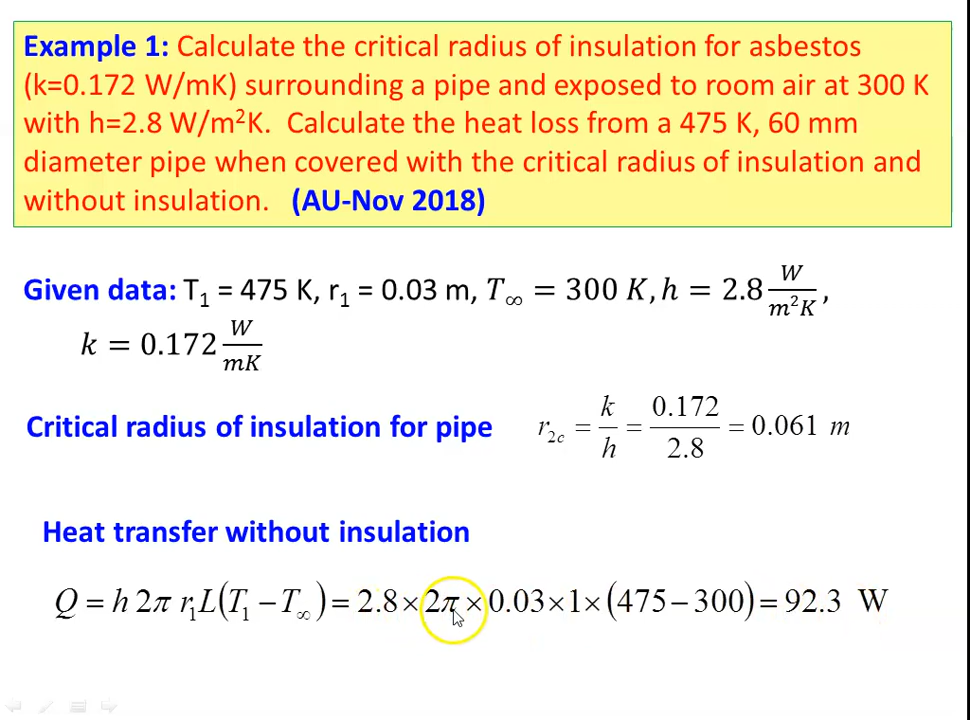 Example 1: Calculate the critical radius of insulation for asbestos
(k=0.172 W/mK) surrounding a pipe and exposed to room air at 300 K
with h=2.8 W/m²K. Calculate the heat loss from a 475 K, 60 mm
diameter pipe when covered with the critical radius of insulation and
without insulation. (AU-Nov 2018)
Given data: T₁ = 475 K, r₁ = 0.03 m, T∞ = 300 K, h = 2.8 W/m²K,
k = 0.172 W/mK
Critical radius of insulation for pipe r₂c = k/h = 0.172/2.8 = 0.061 m
Heat transfer without insulation
Q = h 2π r₁L(T₁ − T∞) = 2.8 × 2π × 0.03 × 1 × (475 − 300) = 92.3 W